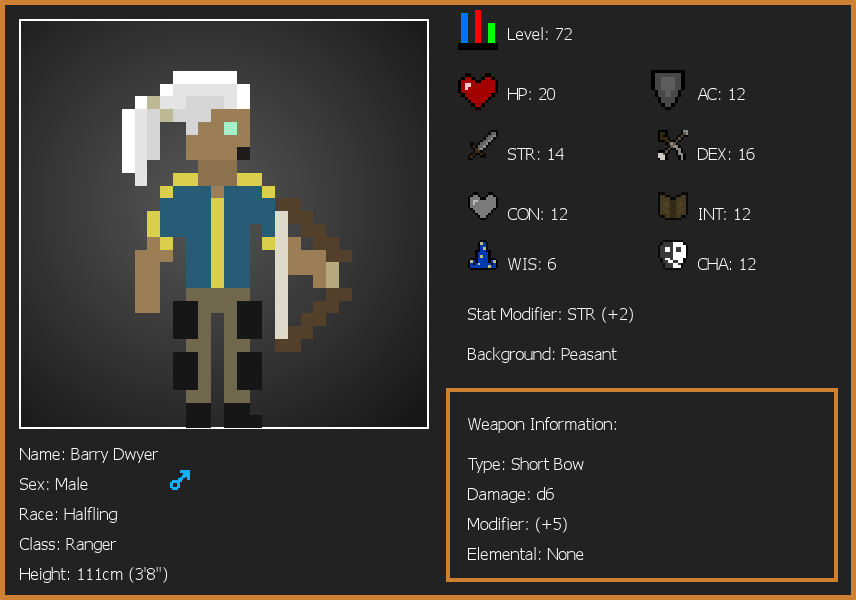 Level: 72
HP: 20
AC: 12
STR: 14
DEX: 16
CON: 12
INT: 12
WIS: 6
CHA: 12
Stat Modifier: STR (+2)
Background: Peasant
Weapon Information:
Type: Short Bow
Damage: d6
Modifier: (+5)
Elemental: None
Name: Barry Dwyer
Sex: Male
Race: Halfling
Class: Ranger
Height: 111cm (3'8")